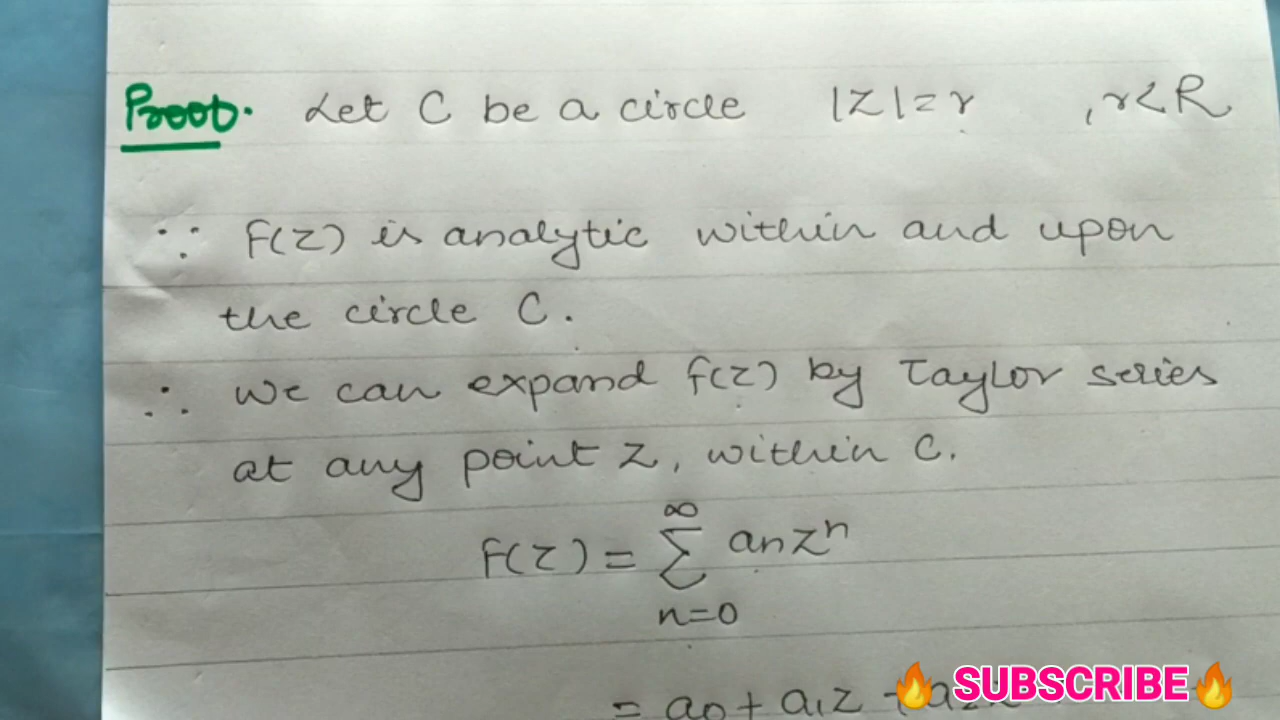 Proof. Let C be a circle |z|=r , r<R
∵ f(z) is analytic within and upon
the circle C.
∴ we can expand f(z) by Taylor series
at any point z, within C.
f(z) = ∞∑n=0 anzⁿ
= a0 + a1z +
🔥 SUBSCRIBE 🔥